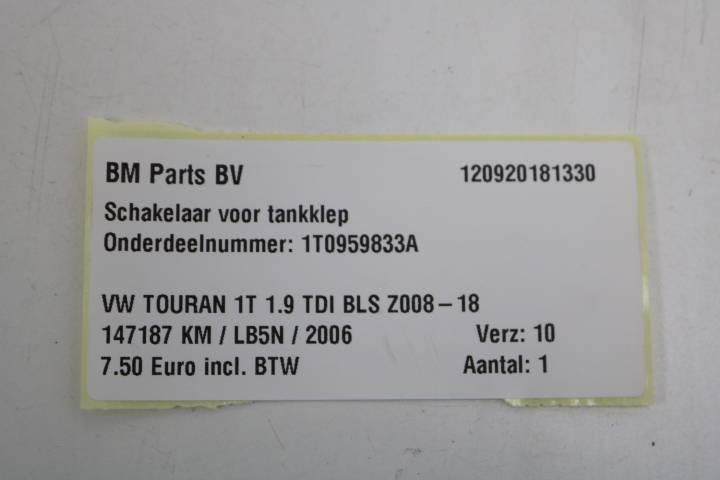 BM Parts BV 120920181330
Schakelaar voor tankklep
Onderdeelnummer: 1T0959833A
VW TOURAN 1T 1.9 TDI BLS Z008-18
147187 KM / LB5N / 2006 Verz: 10
7.50 Euro incl. BTW Aantal: 1